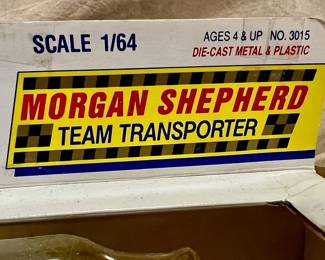 SCALE 1/64
AGES 4 & UP NO. 3015
DIE-CAST METAL & PLASTIC
MORGAN SHEPHERD
TEAM TRANSPORTER